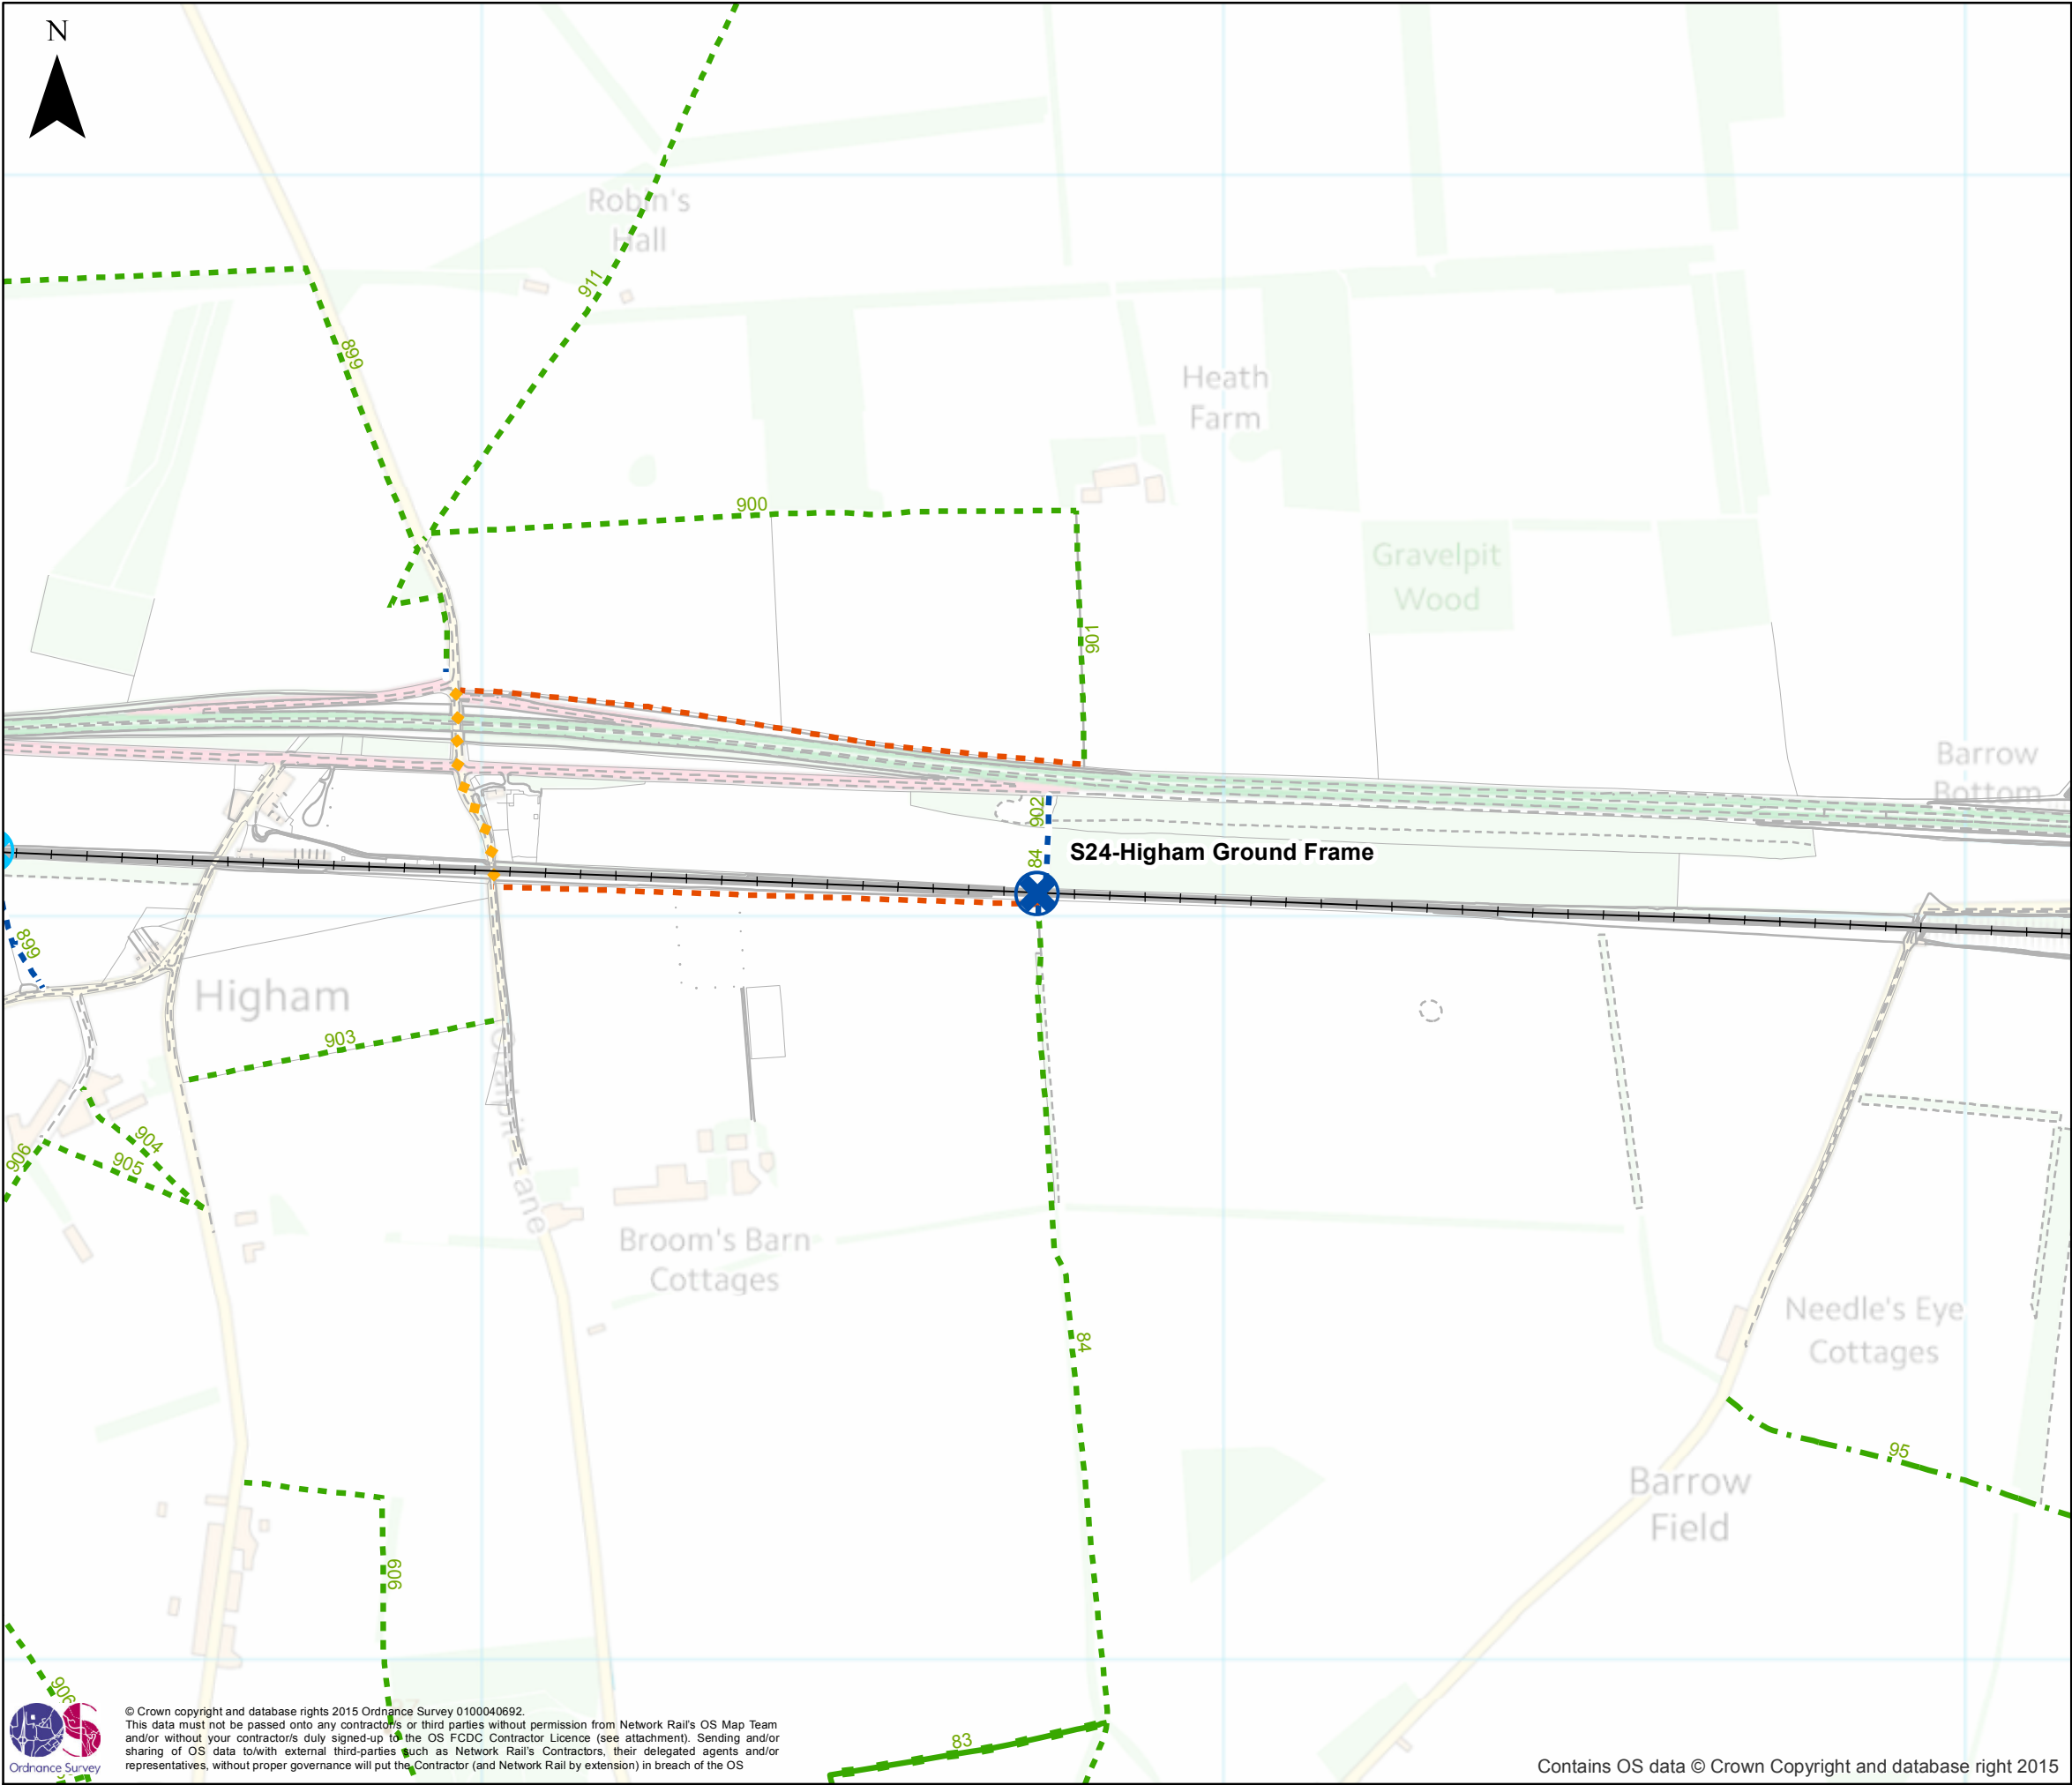 N
Robin's
Hall
911
899
Heath
Farm
900
Gravelpit
Wood
901
Barrow
Bottom
902
84
S24-Higham Ground Frame
899
Higham
903
Coalpit Lane
904
905
906
Broom's Barn
Cottages
84
Needle's Eye
Cottages
95
Barrow
Field
909
906
83
© Crown copyright and database rights 2015 Ordnance Survey 0100040692.
This data must not be passed onto any contractor/s or third parties without permission from Network Rail's OS Map Team
and/or without your contractor/s duly signed-up to the OS FCDC Contractor Licence (see attachment). Sending and/or
sharing of OS data to/with external third-parties such as Network Rail's Contractors, their delegated agents and/or
representatives, without proper governance will put the Contractor (and Network Rail by extension) in breach of the OS
Ordnance Survey
Contains OS data © Crown Copyright and database right 2015